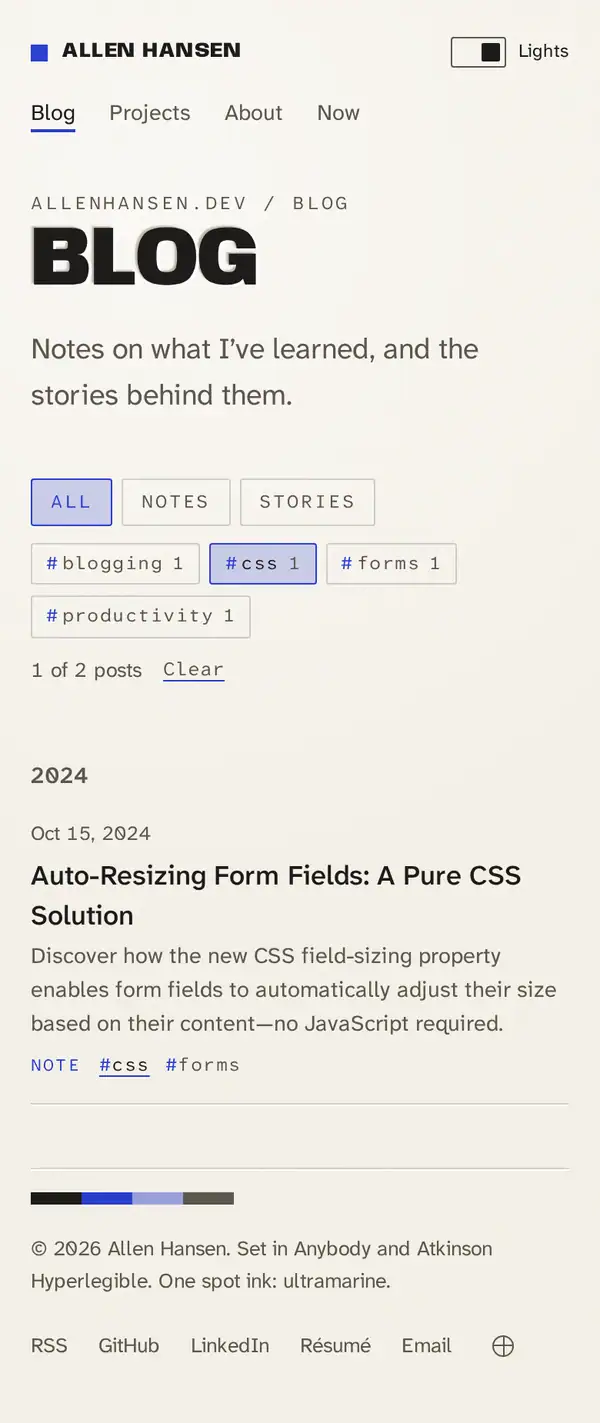 ALLEN HANSEN
Lights
Blog Projects About Now
ALLENHANSEN.DEV / BLOG
BLOG
Notes on what I’ve learned, and the
stories behind them.
ALL NOTES STORIES
#blogging 1 #css 1 #forms 1
#productivity 1
1 of 2 posts Clear
2024
Oct 15, 2024
Auto-Resizing Form Fields: A Pure CSS
Solution
Discover how the new CSS field-sizing property
enables form fields to automatically adjust their size
based on their content—no JavaScript required.
NOTE #css #forms
© 2026 Allen Hansen. Set in Anybody and Atkinson
Hyperlegible. One spot ink: ultramarine.
RSS GitHub LinkedIn Résumé Email